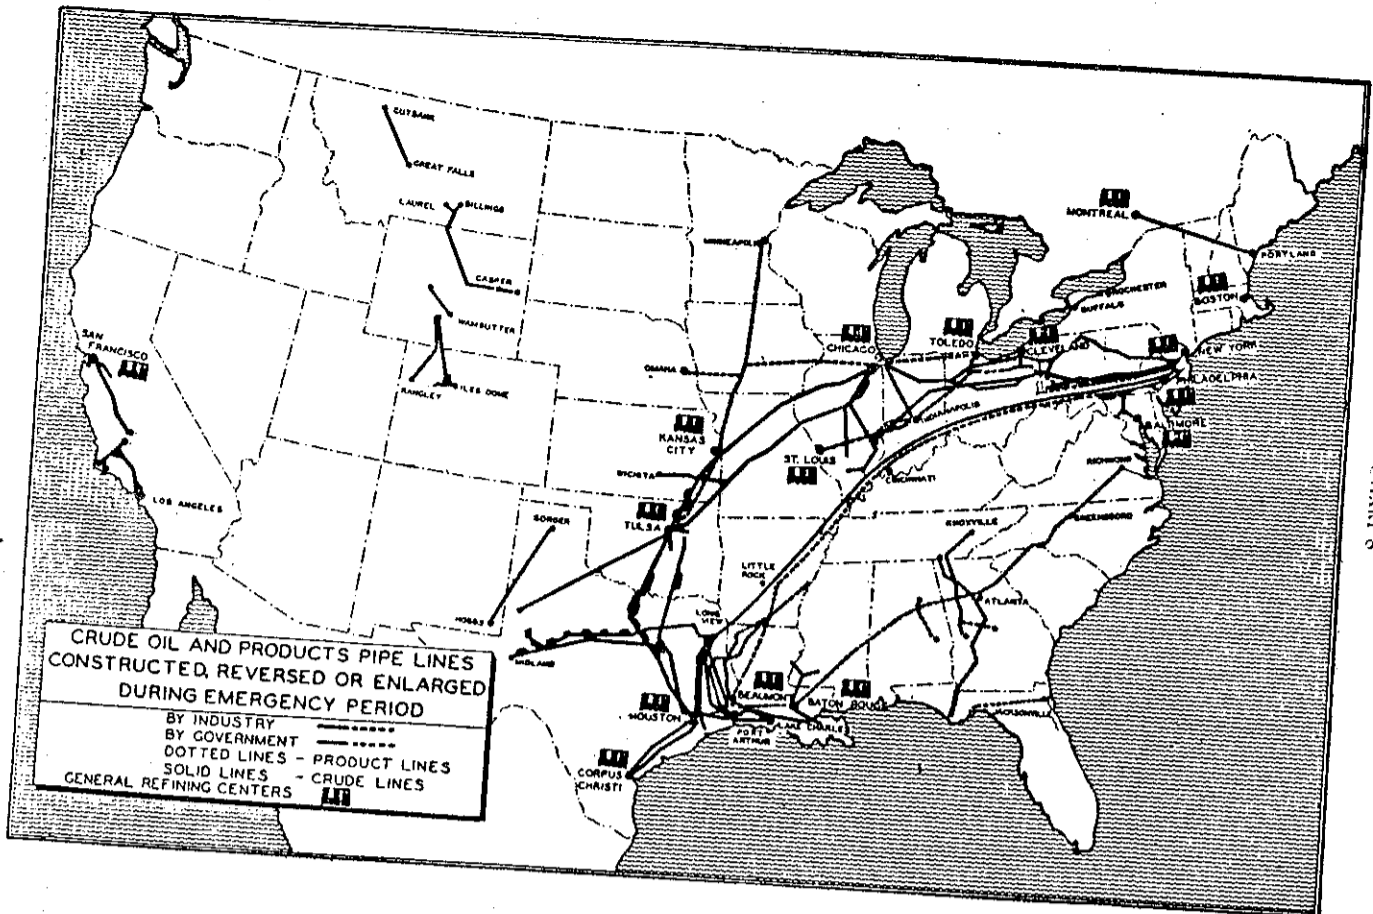 CUTBANK
GREAT FALLS
LAUREL
BILLINGS
CASPER
WAMSUTTER
RANGLEY
ILES DOME
SAN
FRANCISCO
LOS ANGELES
MINNEAPOLIS
OMAHA
CHICAGO
TOLEDO
CLEVELAND
MONTREAL
PORTLAND
ROCHESTER
BUFFALO
BOSTON
NEW YORK
PHILADELPHIA
BALTIMORE
INDIANAPOLIS
KANSAS
CITY
ST. LOUIS
CINCINNATI
RICHMOND
WICHITA
TULSA
BORGER
KNOXVILLE
GREENSBORO
LITTLE
ROCK
ATLANTA
HOBBS
MIDLAND
LONG
VIEW
BEAUMONT
BATON ROUGE
HOUSTON
PORT
ARTHUR
LAKE CHARLES
JACKSONVILLE
CORPUS
CHRISTI
CRUDE OIL AND PRODUCTS PIPE LINES
CONSTRUCTED, REVERSED OR ENLARGED
DURING EMERGENCY PERIOD
BY INDUSTRY
BY GOVERNMENT
DOTTED LINES - PRODUCT LINES
SOLID LINES - CRUDE LINES
GENERAL REFINING CENTERS